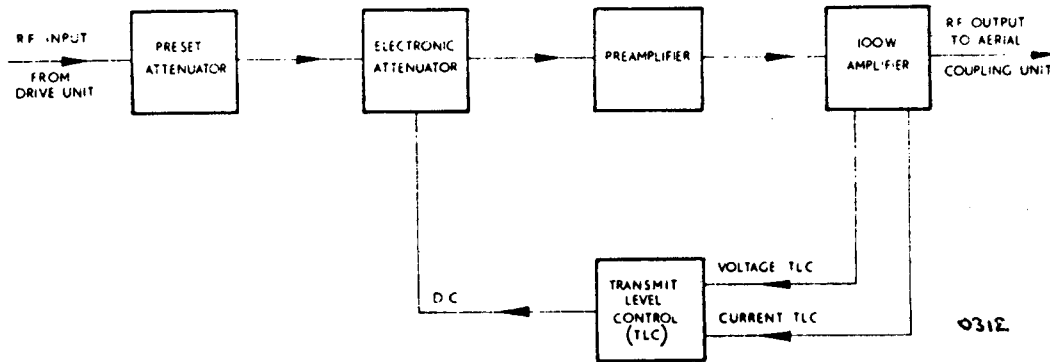 RF INPUT
FROM
DRIVE UNIT
PRESET
ATTENUATOR
ELECTRONIC
ATTENUATOR
PREAMPLIFIER
100W
AMPLIFIER
RF OUTPUT
TO AERIAL
COUPLING UNIT
DC
TRANSMIT
LEVEL
CONTROL
(TLC)
VOLTAGE TLC
CURRENT TLC